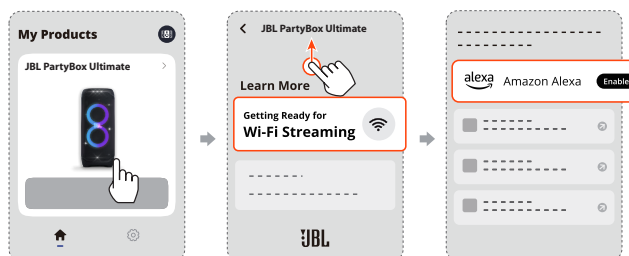 My Products
JBL PartyBox Ultimate
JBL PartyBox Ultimate
Learn More
Getting Ready for
Wi-Fi Streaming
JBL
alexa
Amazon Alexa
Enable